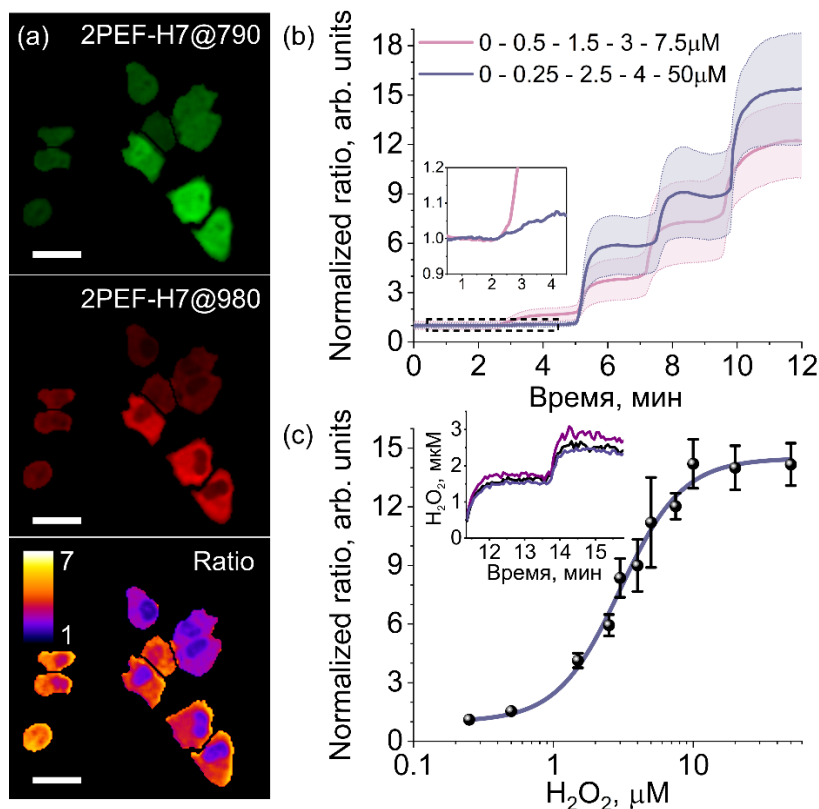 (a)
2PEF-H7@790
2PEF-H7@980
Ratio
7
1
(b)
Normalized ratio, arb. units
18
15
12
9
6
3
1
0 - 0.5 - 1.5 - 3 - 7.5μM
0 - 0.25 - 2.5 - 4 - 50μM
1.2
1.1
1.0
0.9
1 2 3 4
0 2 4 6 8 10 12
Время, мин
(c)
Normalized ratio, arb. units
15
12
9
6
3
0
H₂O₂, мкМ
3
2
1
0
12 13 14 15
Время, мин
0.1 1 10
H₂O₂, μM